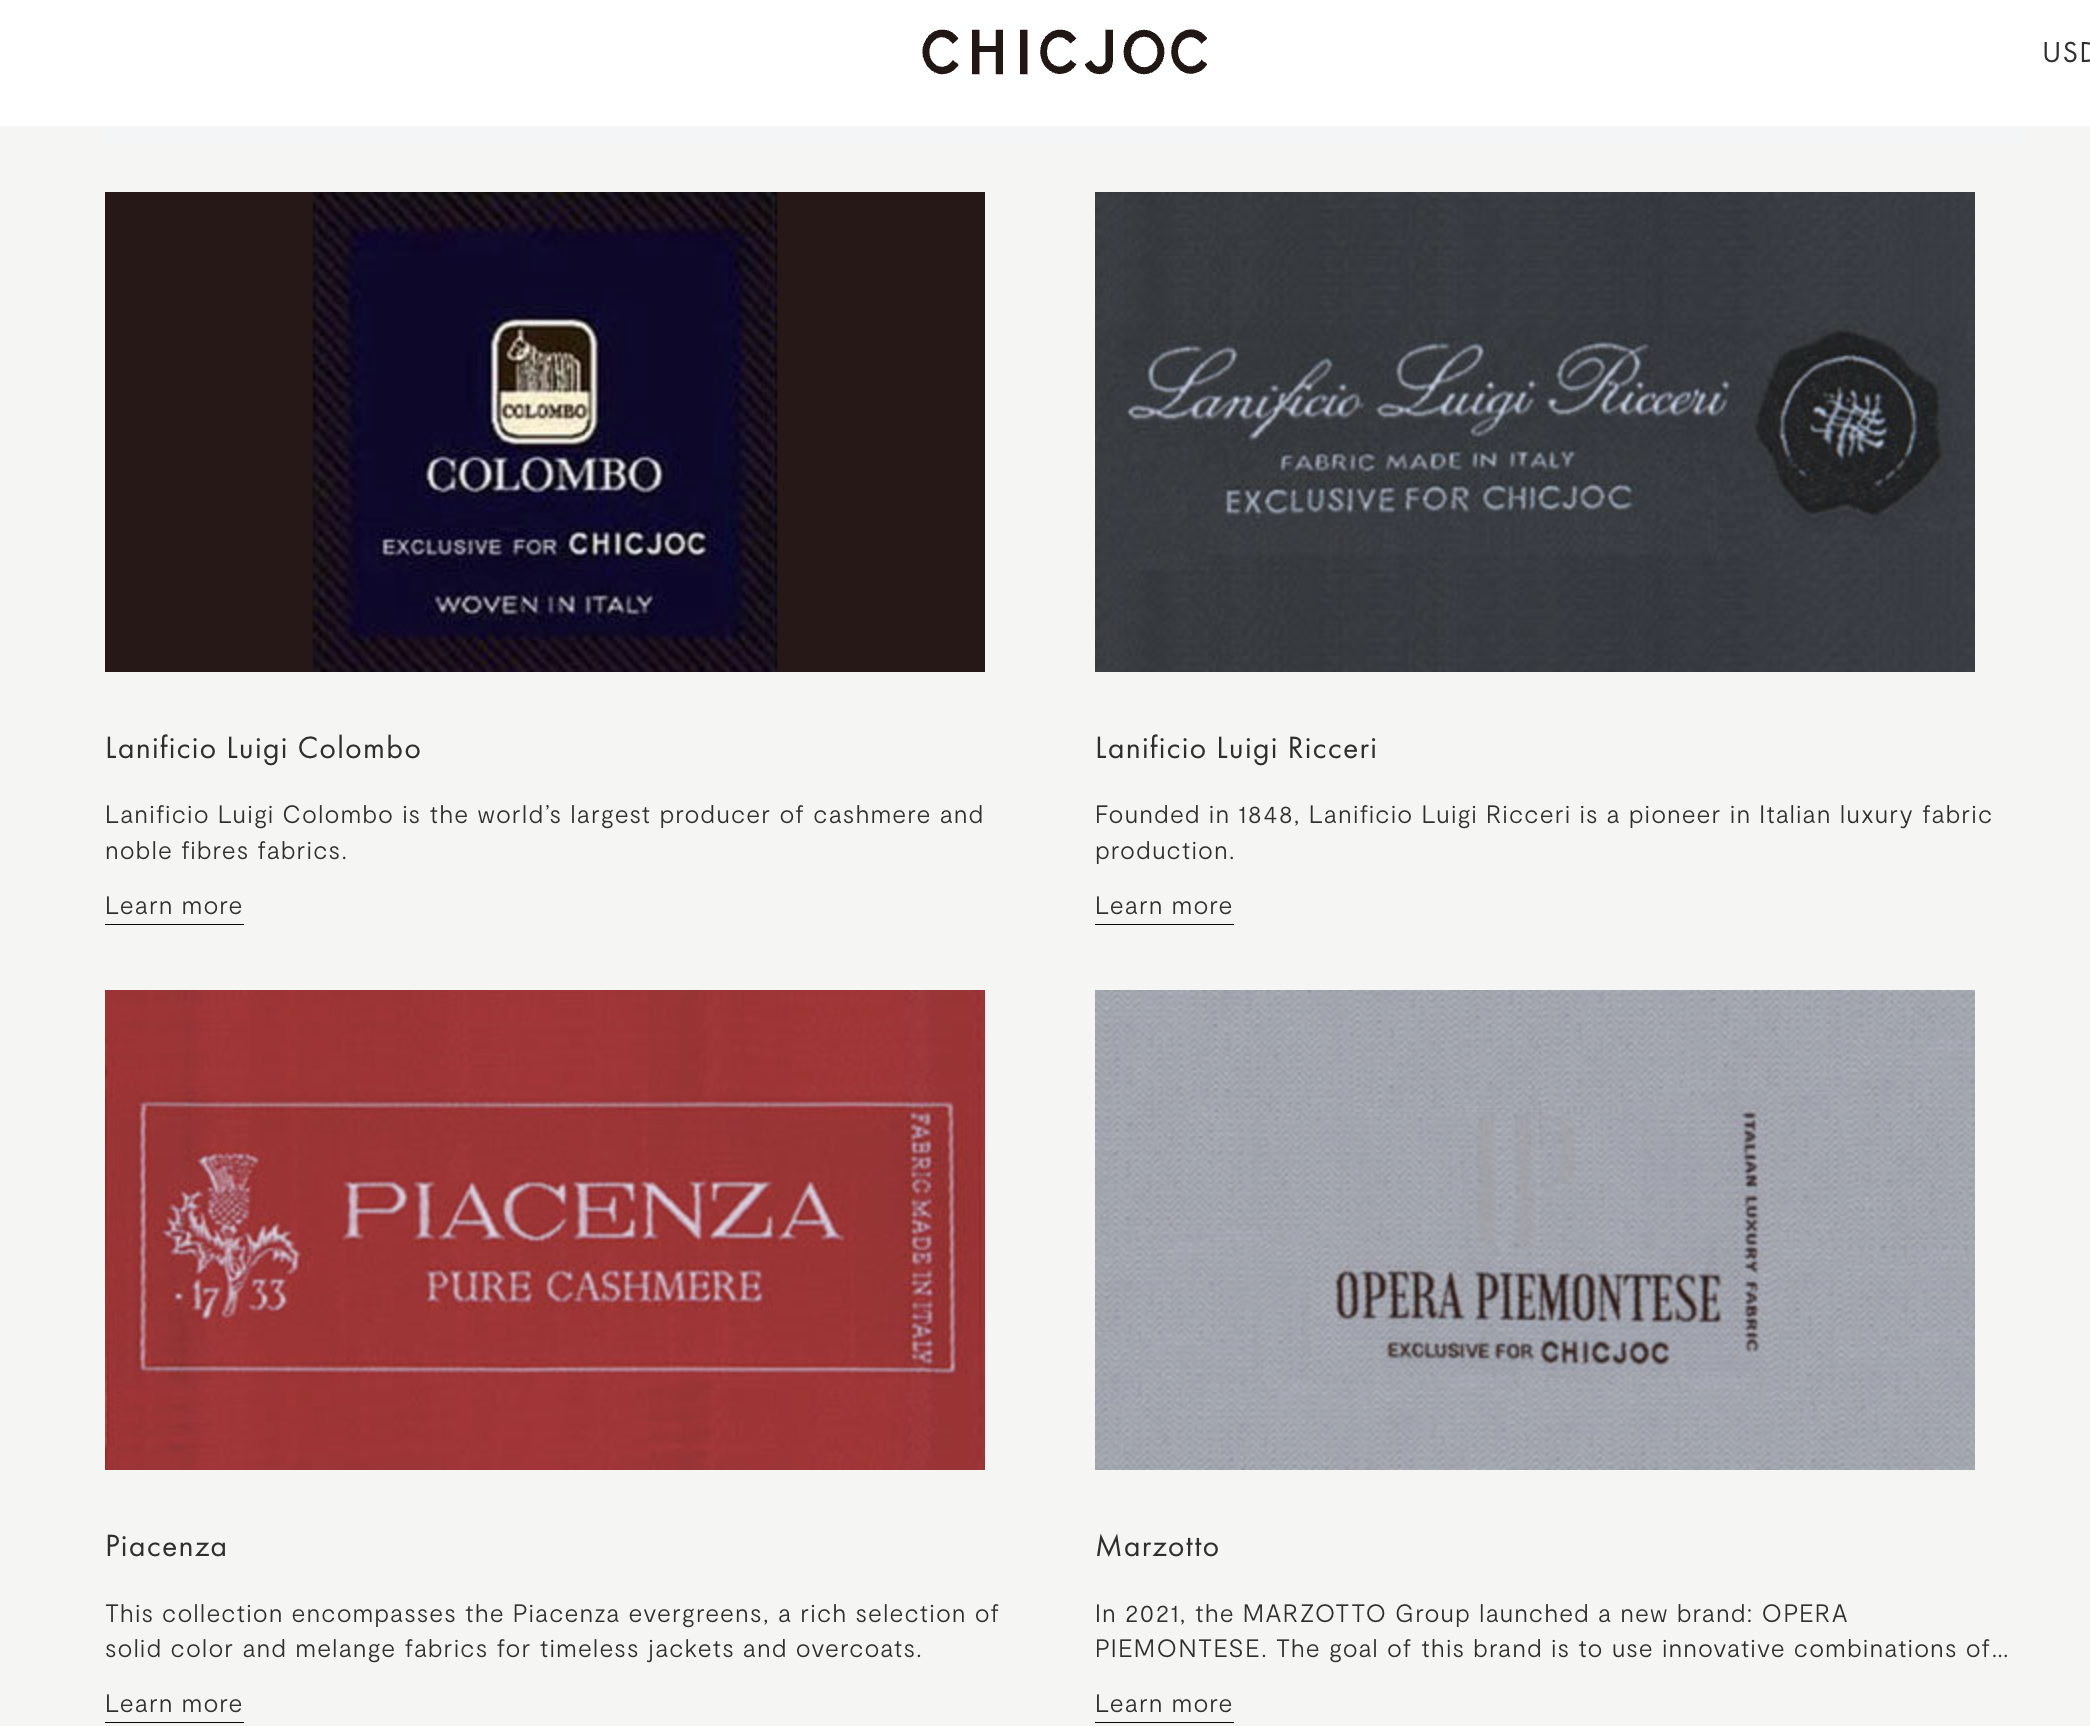 CHICJOC
USD
COLOMBO
COLOMBO
EXCLUSIVE FOR CHICJOC
WOVEN IN ITALY
Lanificio Luigi Ricceri
FABRIC MADE IN ITALY
EXCLUSIVE FOR CHICJOC
Lanificio Luigi Colombo
Lanificio Luigi Colombo is the world’s largest producer of cashmere and
noble fibres fabrics.
Learn more
Lanificio Luigi Ricceri
Founded in 1848, Lanificio Luigi Ricceri is a pioneer in Italian luxury fabric
production.
Learn more
·17 33
PIACENZA
PURE CASHMERE
FABRIC MADE IN ITALY
OPERA PIEMONTESE
EXCLUSIVE FOR CHICJOC
ITALIAN LUXURY FABRIC
Piacenza
This collection encompasses the Piacenza evergreens, a rich selection of
solid color and melange fabrics for timeless jackets and overcoats.
Learn more
Marzotto
In 2021, the MARZOTTO Group launched a new brand: OPERA
PIEMONTESE. The goal of this brand is to use innovative combinations of…
Learn more